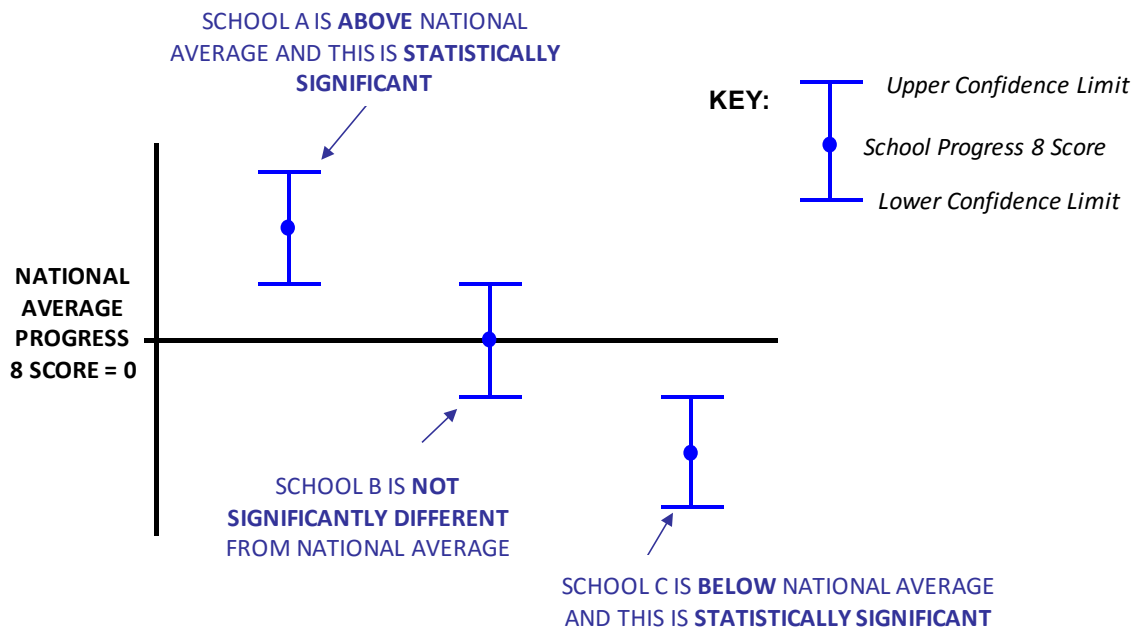 SCHOOL A IS ABOVE NATIONAL
AVERAGE AND THIS IS STATISTICALLY
SIGNIFICANT
KEY:
Upper Confidence Limit
School Progress 8 Score
Lower Confidence Limit
NATIONAL
AVERAGE
PROGRESS
8 SCORE = 0
SCHOOL B IS NOT
SIGNIFICANTLY DIFFERENT
FROM NATIONAL AVERAGE
SCHOOL C IS BELOW NATIONAL AVERAGE
AND THIS IS STATISTICALLY SIGNIFICANT